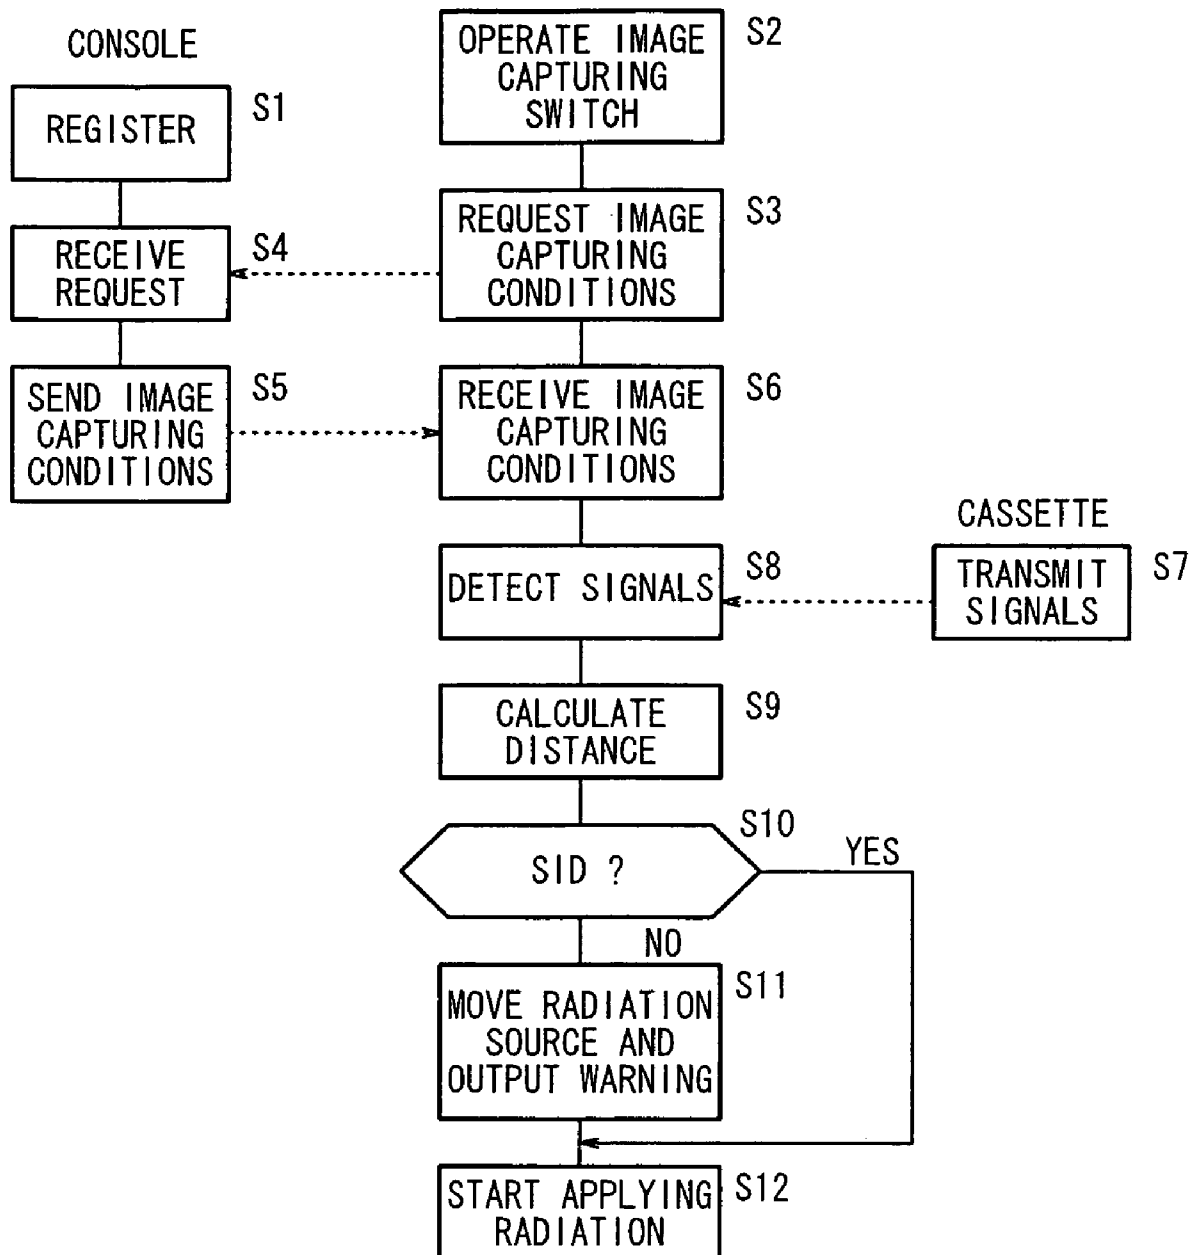 CONSOLE
REGISTER
S1
OPERATE IMAGE
CAPTURING
SWITCH
S2
REQUEST IMAGE
CAPTURING
CONDITIONS
S3
RECEIVE
REQUEST
S4
SEND IMAGE
CAPTURING
CONDITIONS
S5
RECEIVE IMAGE
CAPTURING
CONDITIONS
S6
CASSETTE
TRANSMIT
SIGNALS
S7
DETECT SIGNALS
S8
CALCULATE
DISTANCE
S9
SID ?
S10
YES
NO
MOVE RADIATION
SOURCE AND
OUTPUT WARNING
S11
START APPLYING
RADIATION
S12